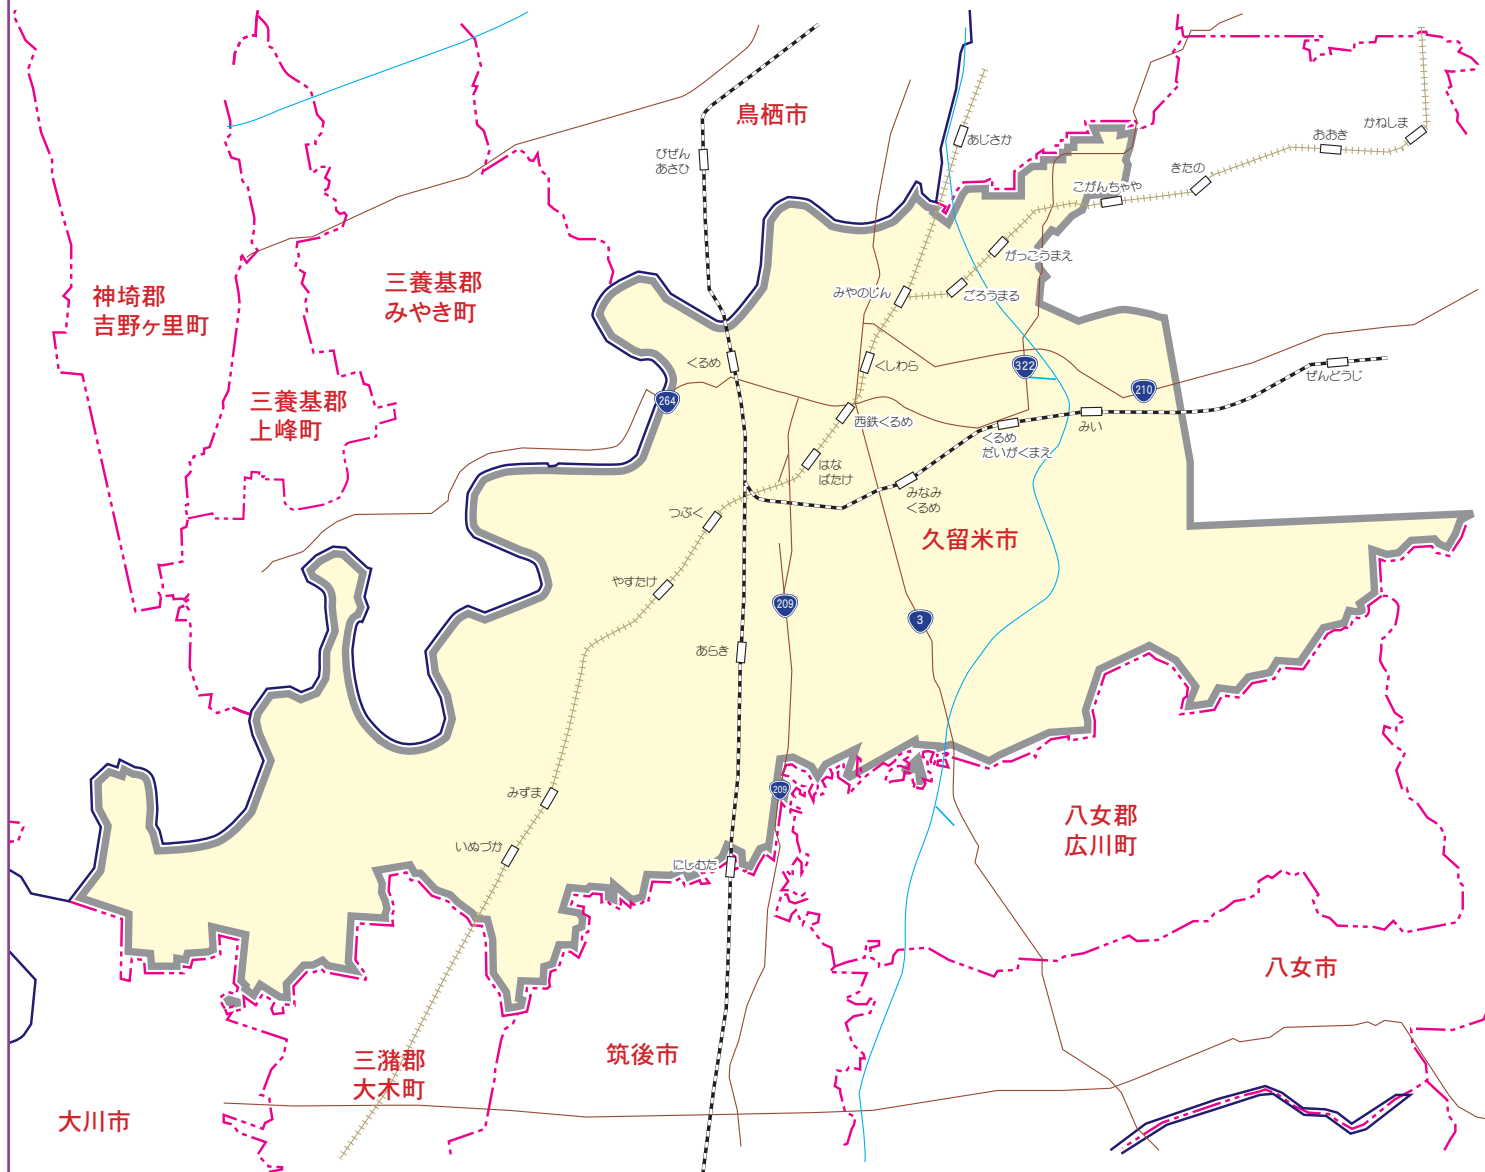 鳥栖市
かねしま
おおき
あじさか
びぜん
あさひ
きたの
こがんちゃや
がっこうまえ
三養基郡
みやき町
神埼郡
吉野ヶ里町
みやのじん
ごろうまる
くるめ
くしわら
322
ぜんどうじ
210
三養基郡
上峰町
264
西鉄くるめ
みい
くるめ
だいがくまえ
はな
ばたけ
みなみ
くるめ
つぶく
久留米市
やすたけ
209
3
あらき
みずま
209
八女郡
広川町
いぬづか
にしむた
八女市
三潴郡
大木町
筑後市
大川市